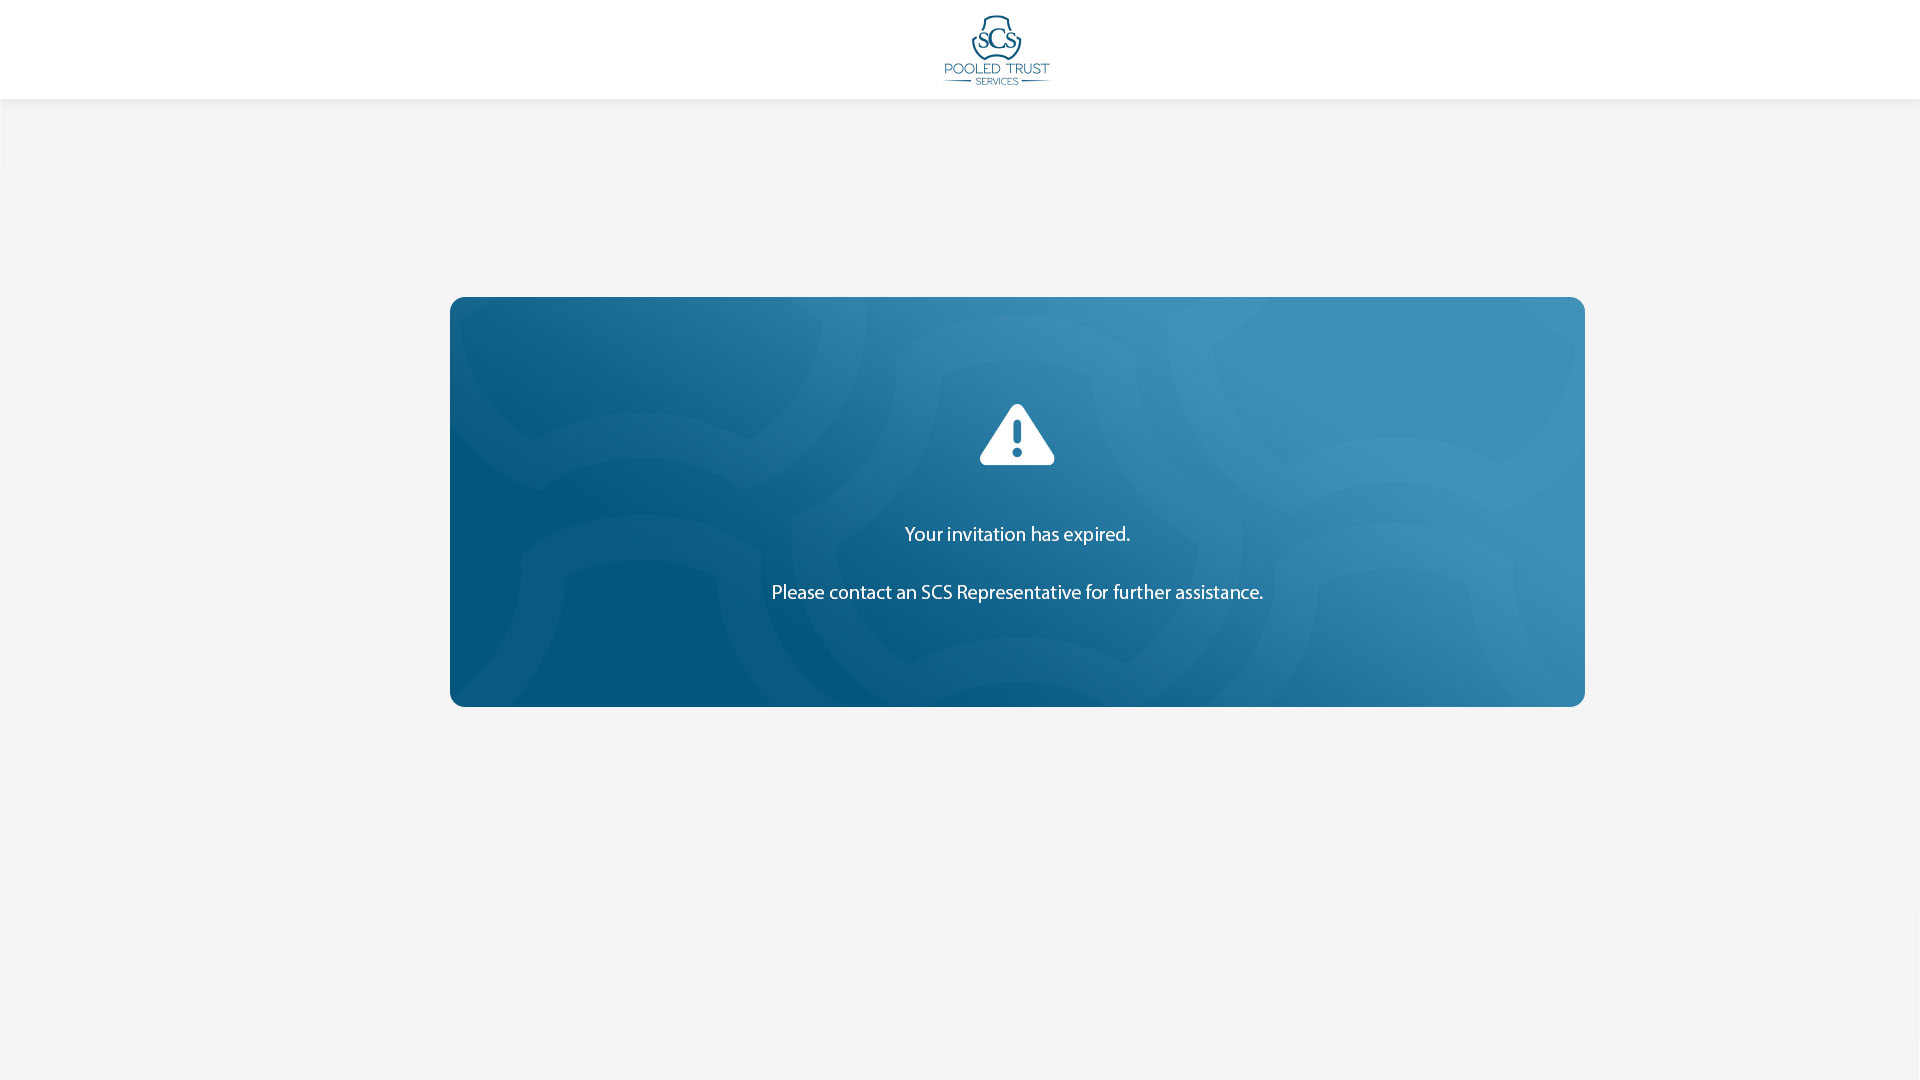 SCS
POOLED TRUST
SERVICES
Your invitation has expired.
Please contact an SCS Representative for further assistance.